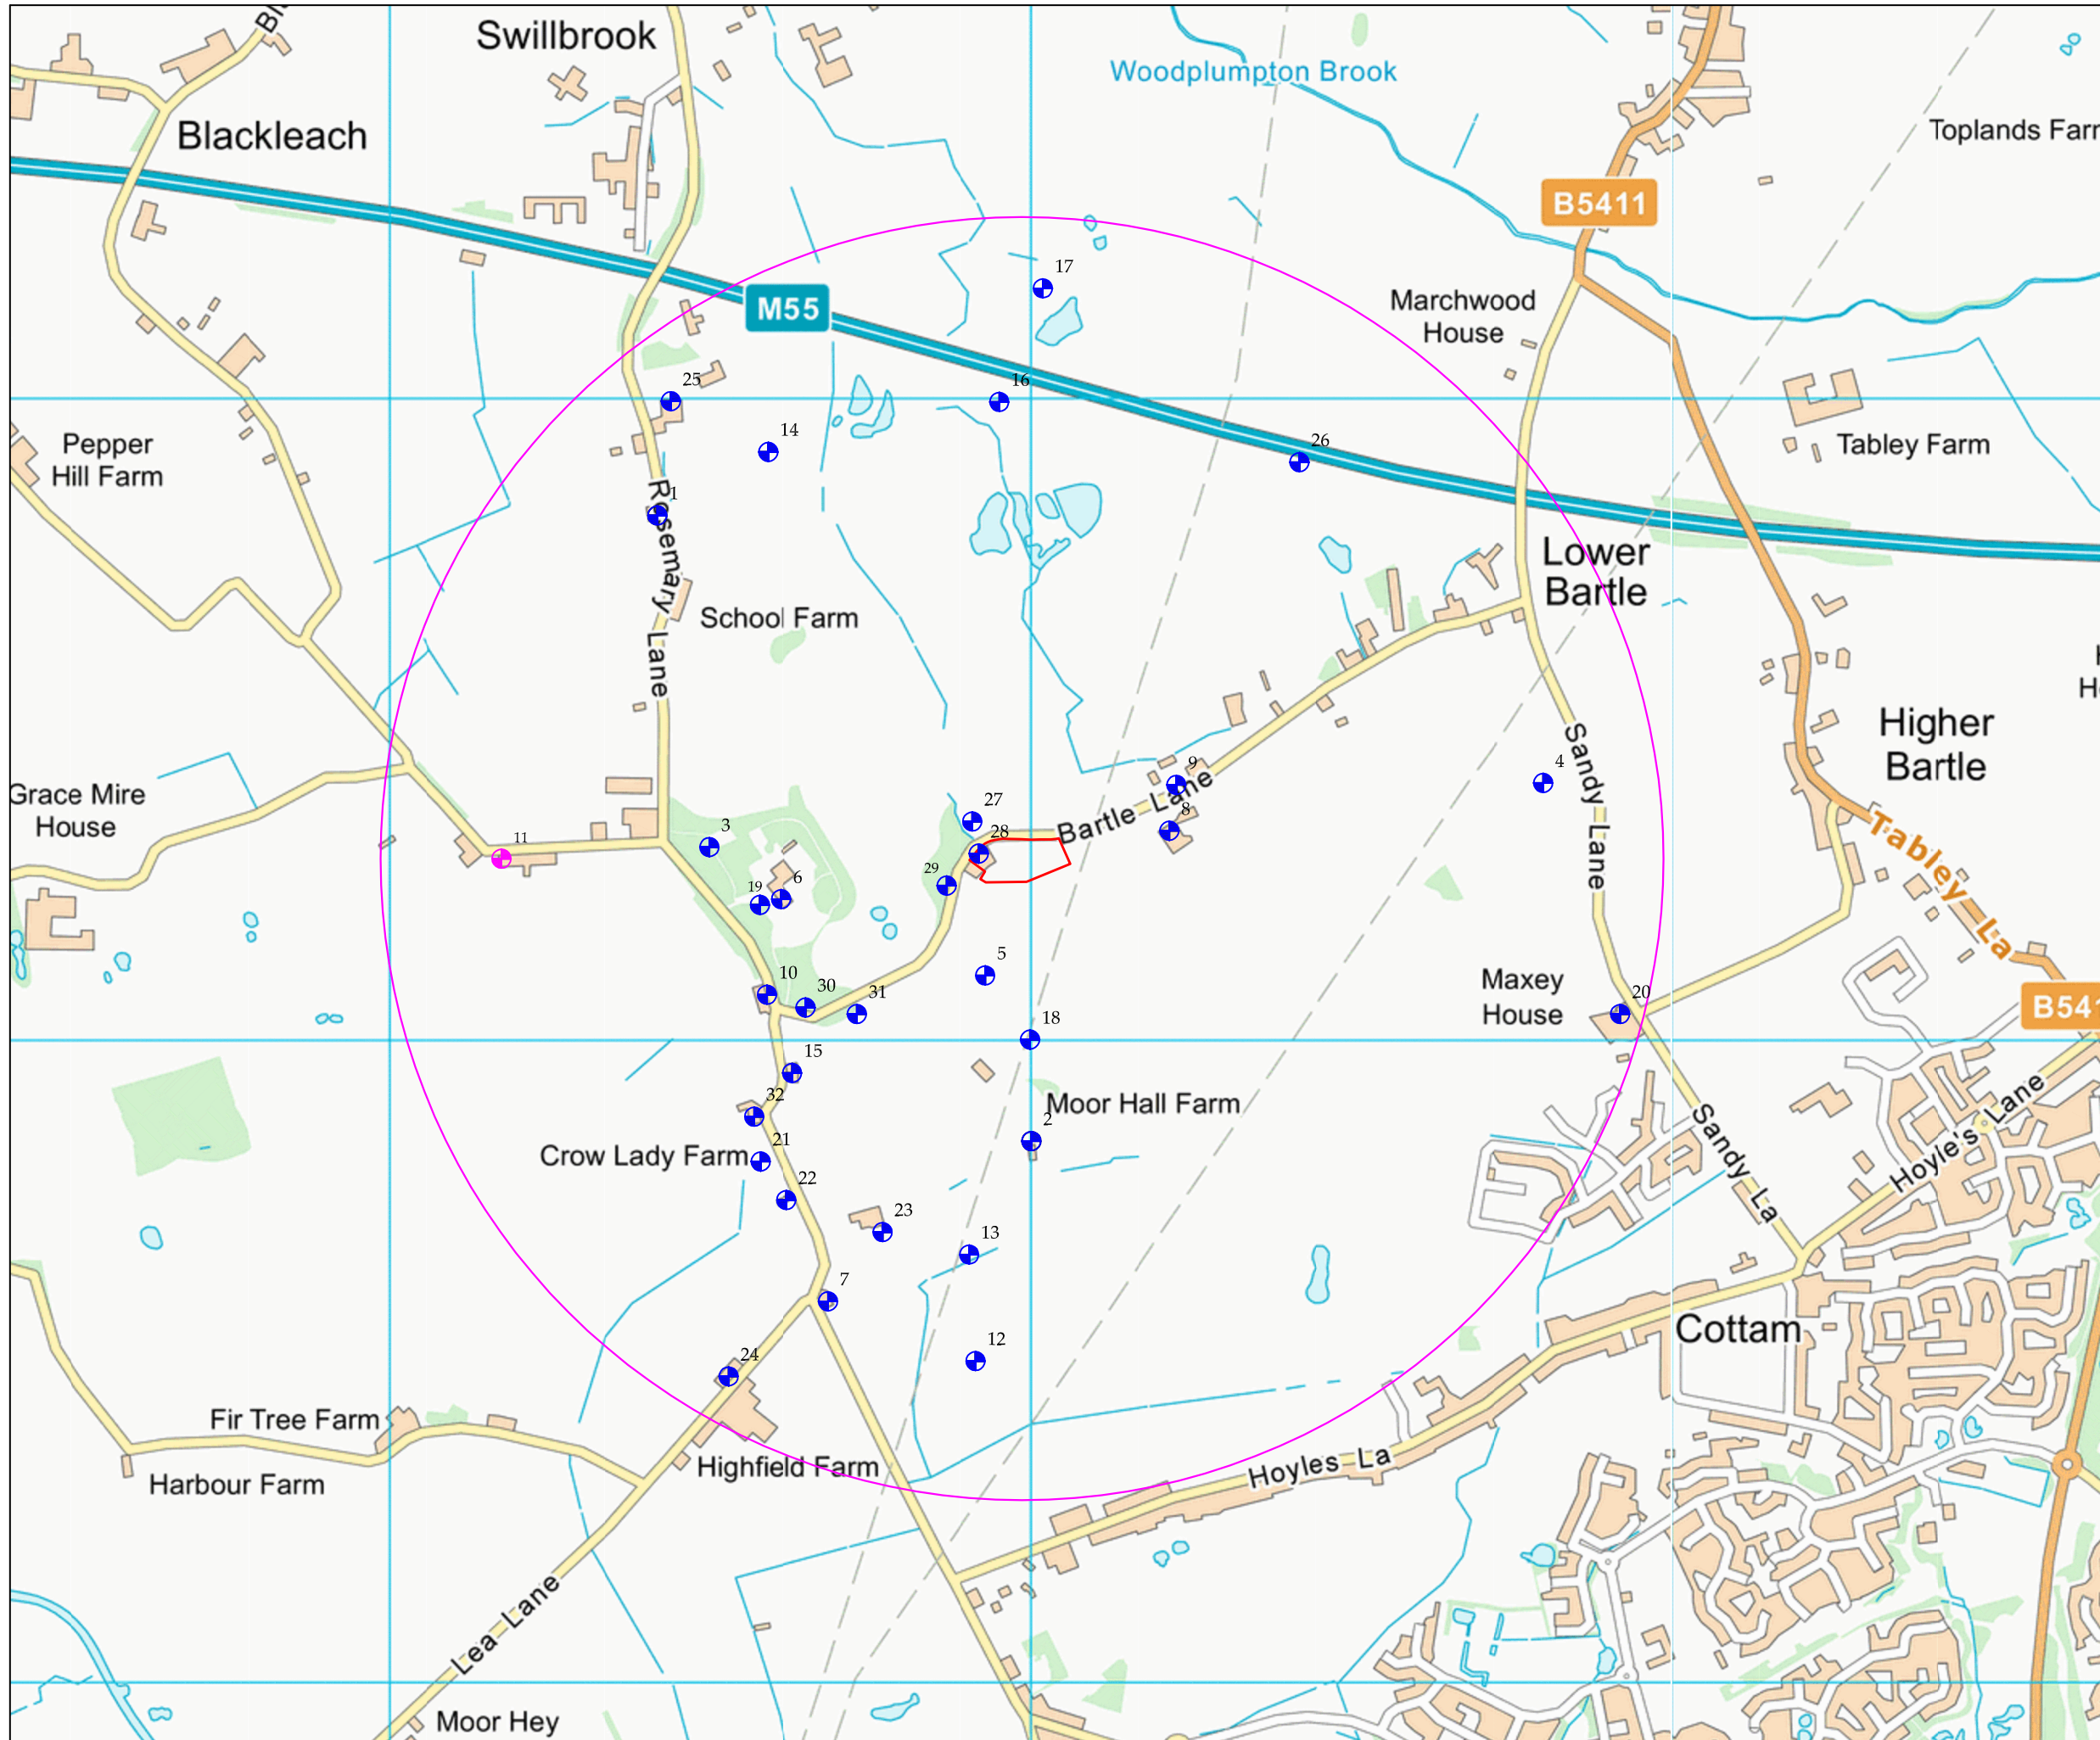 Swillbrook
Woodplumpton Brook
Blackleach
Toplands Farm
B5411
17
Marchwood
House
M55
25
16
14
26
Pepper
Hill Farm
Tabley Farm
1
Rosemary Lane
Lower
Bartle
School Farm
Higher
Bartle
Sandy Lane
4
9
Grace Mire
House
27
8
Bartle Lane
3
28
11
Tabley La
29
19
6
5
10
30
31
Maxey
House
20
B541
18
15
32
Moor Hall Farm
2
Hoyle's Lane
Sandy La
Crow Lady Farm
21
22
23
13
7
Cottam
12
24
Fir Tree Farm
Harbour Farm
Highfield Farm
Hoyles La
Lea Lane
Moor Hey